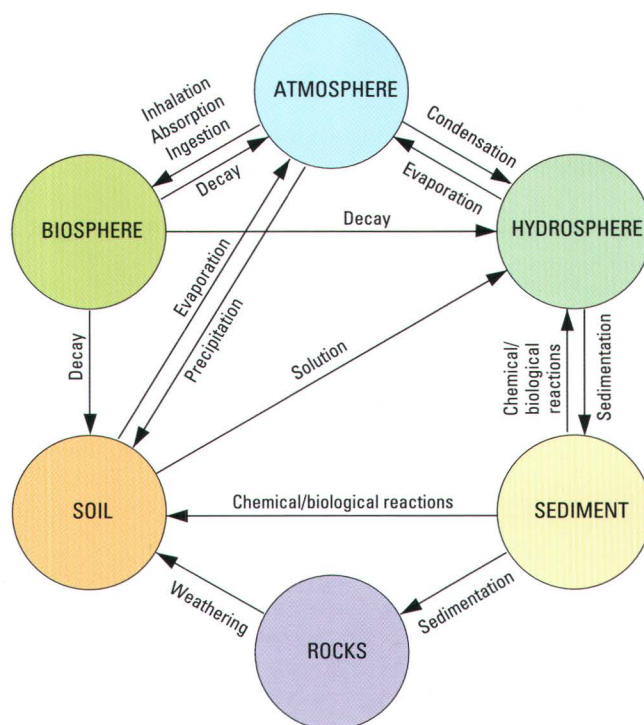 ATMOSPHERE
Inhalation
Absorption
Ingestion
Decay
Condensation
Evaporation
BIOSPHERE
Decay
HYDROSPHERE
Evaporation
Precipitation
Decay
Solution
Chemical/
biological
reactions
Sedimentation
SOIL
Chemical/biological reactions
SEDIMENT
Weathering
Sedimentation
ROCKS